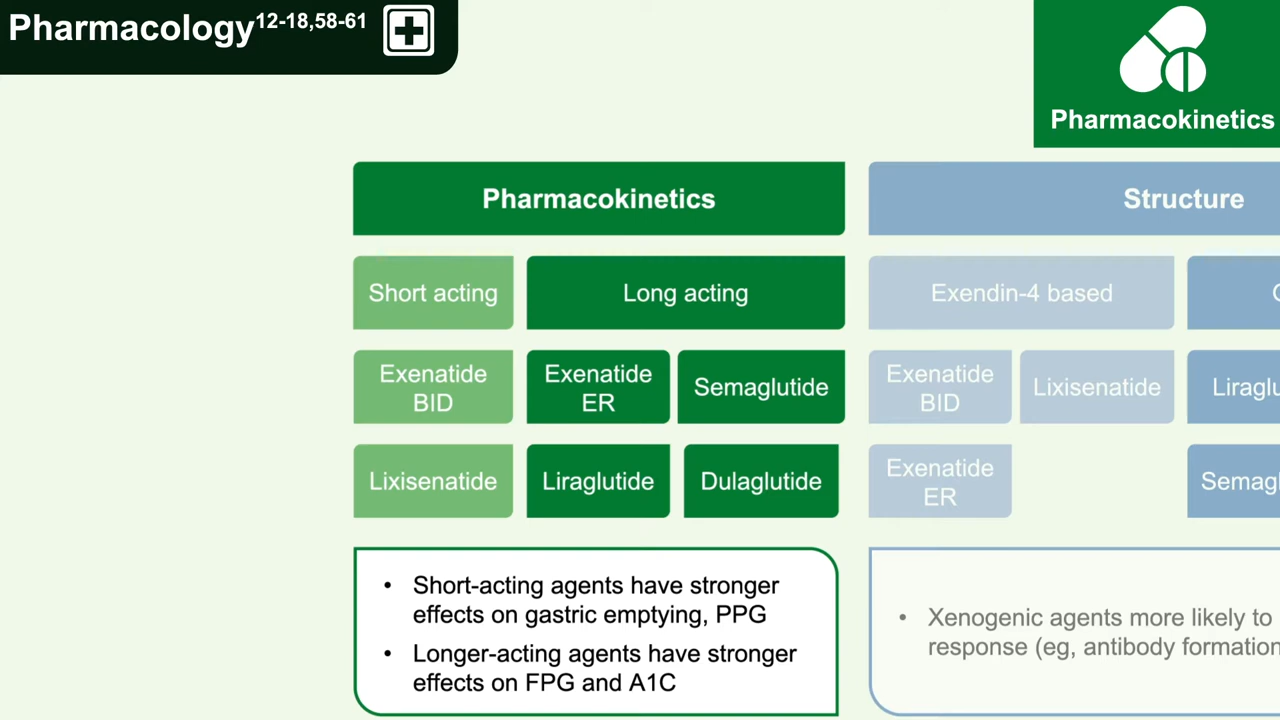 Pharmacology12-18,58-61
Pharmacokinetics
Pharmacokinetics
Short acting
Long acting
Exenatide
BID
Exenatide
ER
Semaglutide
Lixisenatide
Liraglutide
Dulaglutide
• Short-acting agents have stronger
effects on gastric emptying, PPG
• Longer-acting agents have stronger
effects on FPG and A1C
Structure
Exendin-4 based
Exenatide
BID
Lixisenatide
Liraglu
Exenatide
ER
Semagl
• Xenogenic agents more likely to
response (eg, antibody formation